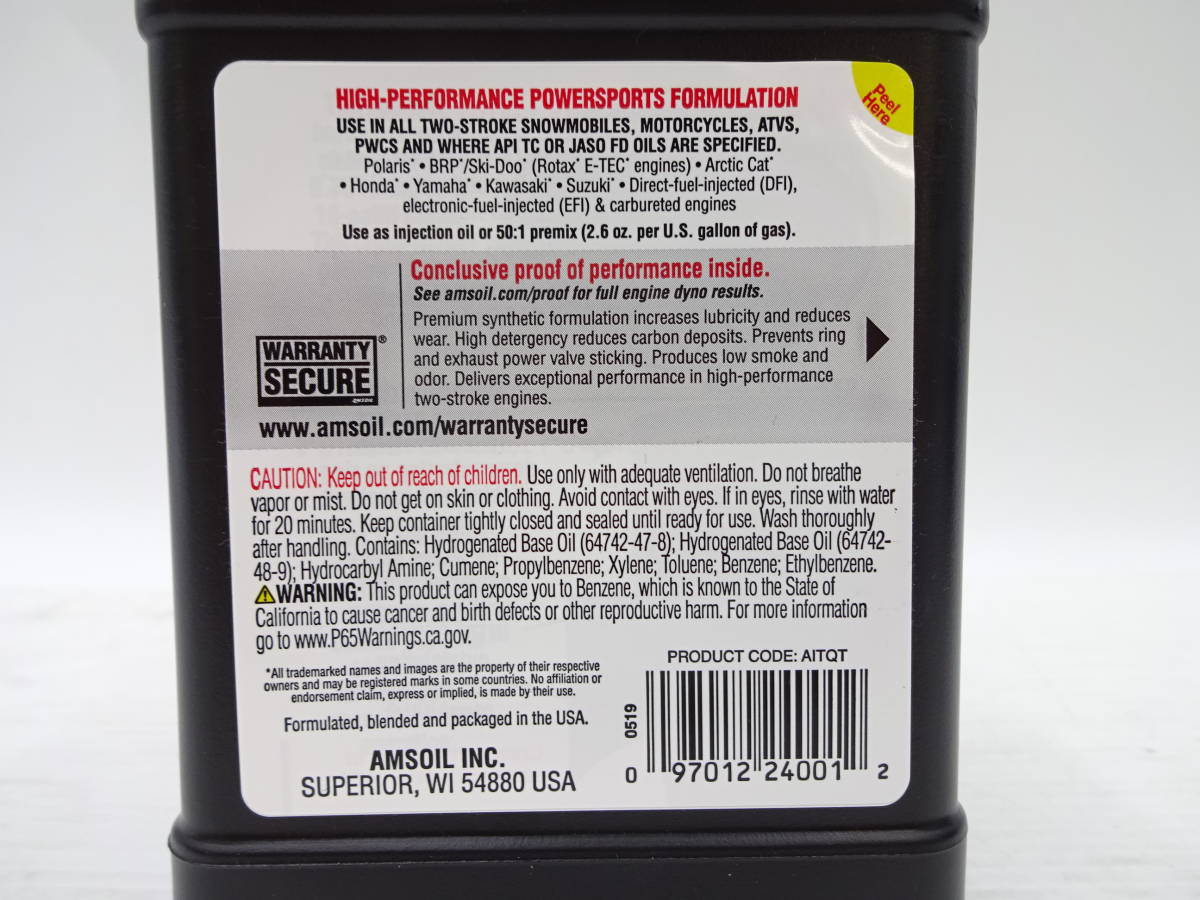 Peel Here
HIGH-PERFORMANCE POWERSPORTS FORMULATION
USE IN ALL TWO-STROKE SNOWMOBILES, MOTORCYCLES, ATVS,
PWCS AND WHERE API TC OR JASO FD OILS ARE SPECIFIED.
Polaris* • BRP*/Ski-Doo* (Rotax* E-TEC* engines) • Arctic Cat*
• Honda* • Yamaha* • Kawasaki* • Suzuki* • Direct-fuel-injected (DFI),
electronic-fuel-injected (EFI) & carbureted engines
Use as injection oil or 50:1 premix (2.6 oz. per U.S. gallon of gas).
Conclusive proof of performance inside.
See amsoil.com/proof for full engine dyno results.
Premium synthetic formulation increases lubricity and reduces
wear. High detergency reduces carbon deposits. Prevents ring
and exhaust power valve sticking. Produces low smoke and
odor. Delivers exceptional performance in high-performance
two-stroke engines.
WARRANTY®
SECURE
AMSOIL
www.amsoil.com/warrantysecure
CAUTION: Keep out of reach of children. Use only with adequate ventilation. Do not breathe
vapor or mist. Do not get on skin or clothing. Avoid contact with eyes. If in eyes, rinse with water
for 20 minutes. Keep container tightly closed and sealed until ready for use. Wash thoroughly
after handling. Contains: Hydrogenated Base Oil (64742-47-8); Hydrogenated Base Oil (64742-
48-9); Hydrocarbyl Amine; Cumene; Propylbenzene; Xylene; Toluene; Benzene; Ethylbenzene.
⚠WARNING: This product can expose you to Benzene, which is known to the State of
California to cause cancer and birth defects or other reproductive harm. For more information
go to www.P65Warnings.ca.gov.
*All trademarked names and images are the property of their respective
owners and may be registered marks in some countries. No affiliation or
endorsement claim, express or implied, is made by their use.
Formulated, blended and packaged in the USA.
AMSOIL INC.
SUPERIOR, WI 54880 USA
PRODUCT CODE: AITQT
0519
0 97012 24001 2